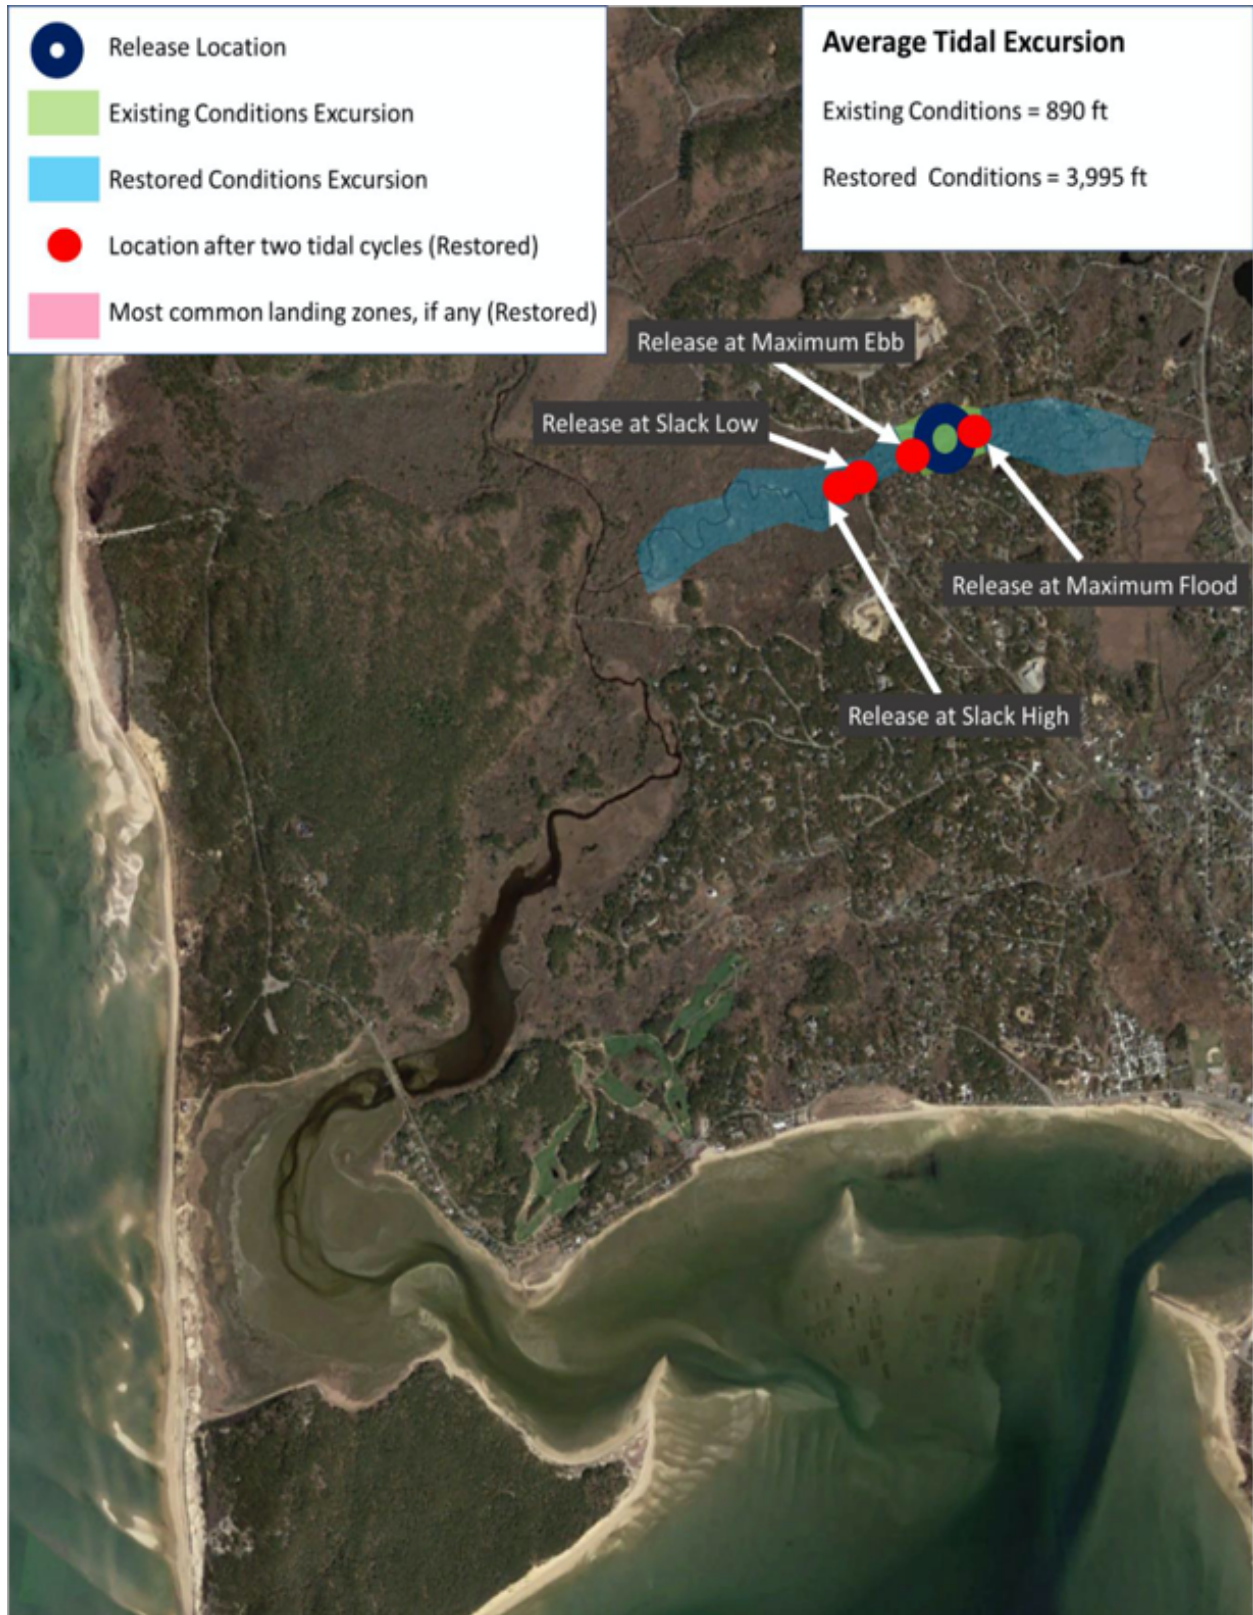 Release Location
Existing Conditions Excursion
Restored Conditions Excursion
Location after two tidal cycles (Restored)
Most common landing zones, if any (Restored)
Average Tidal Excursion
Existing Conditions = 890 ft
Restored Conditions = 3,995 ft
Release at Maximum Ebb
Release at Slack Low
Release at Maximum Flood
Release at Slack High